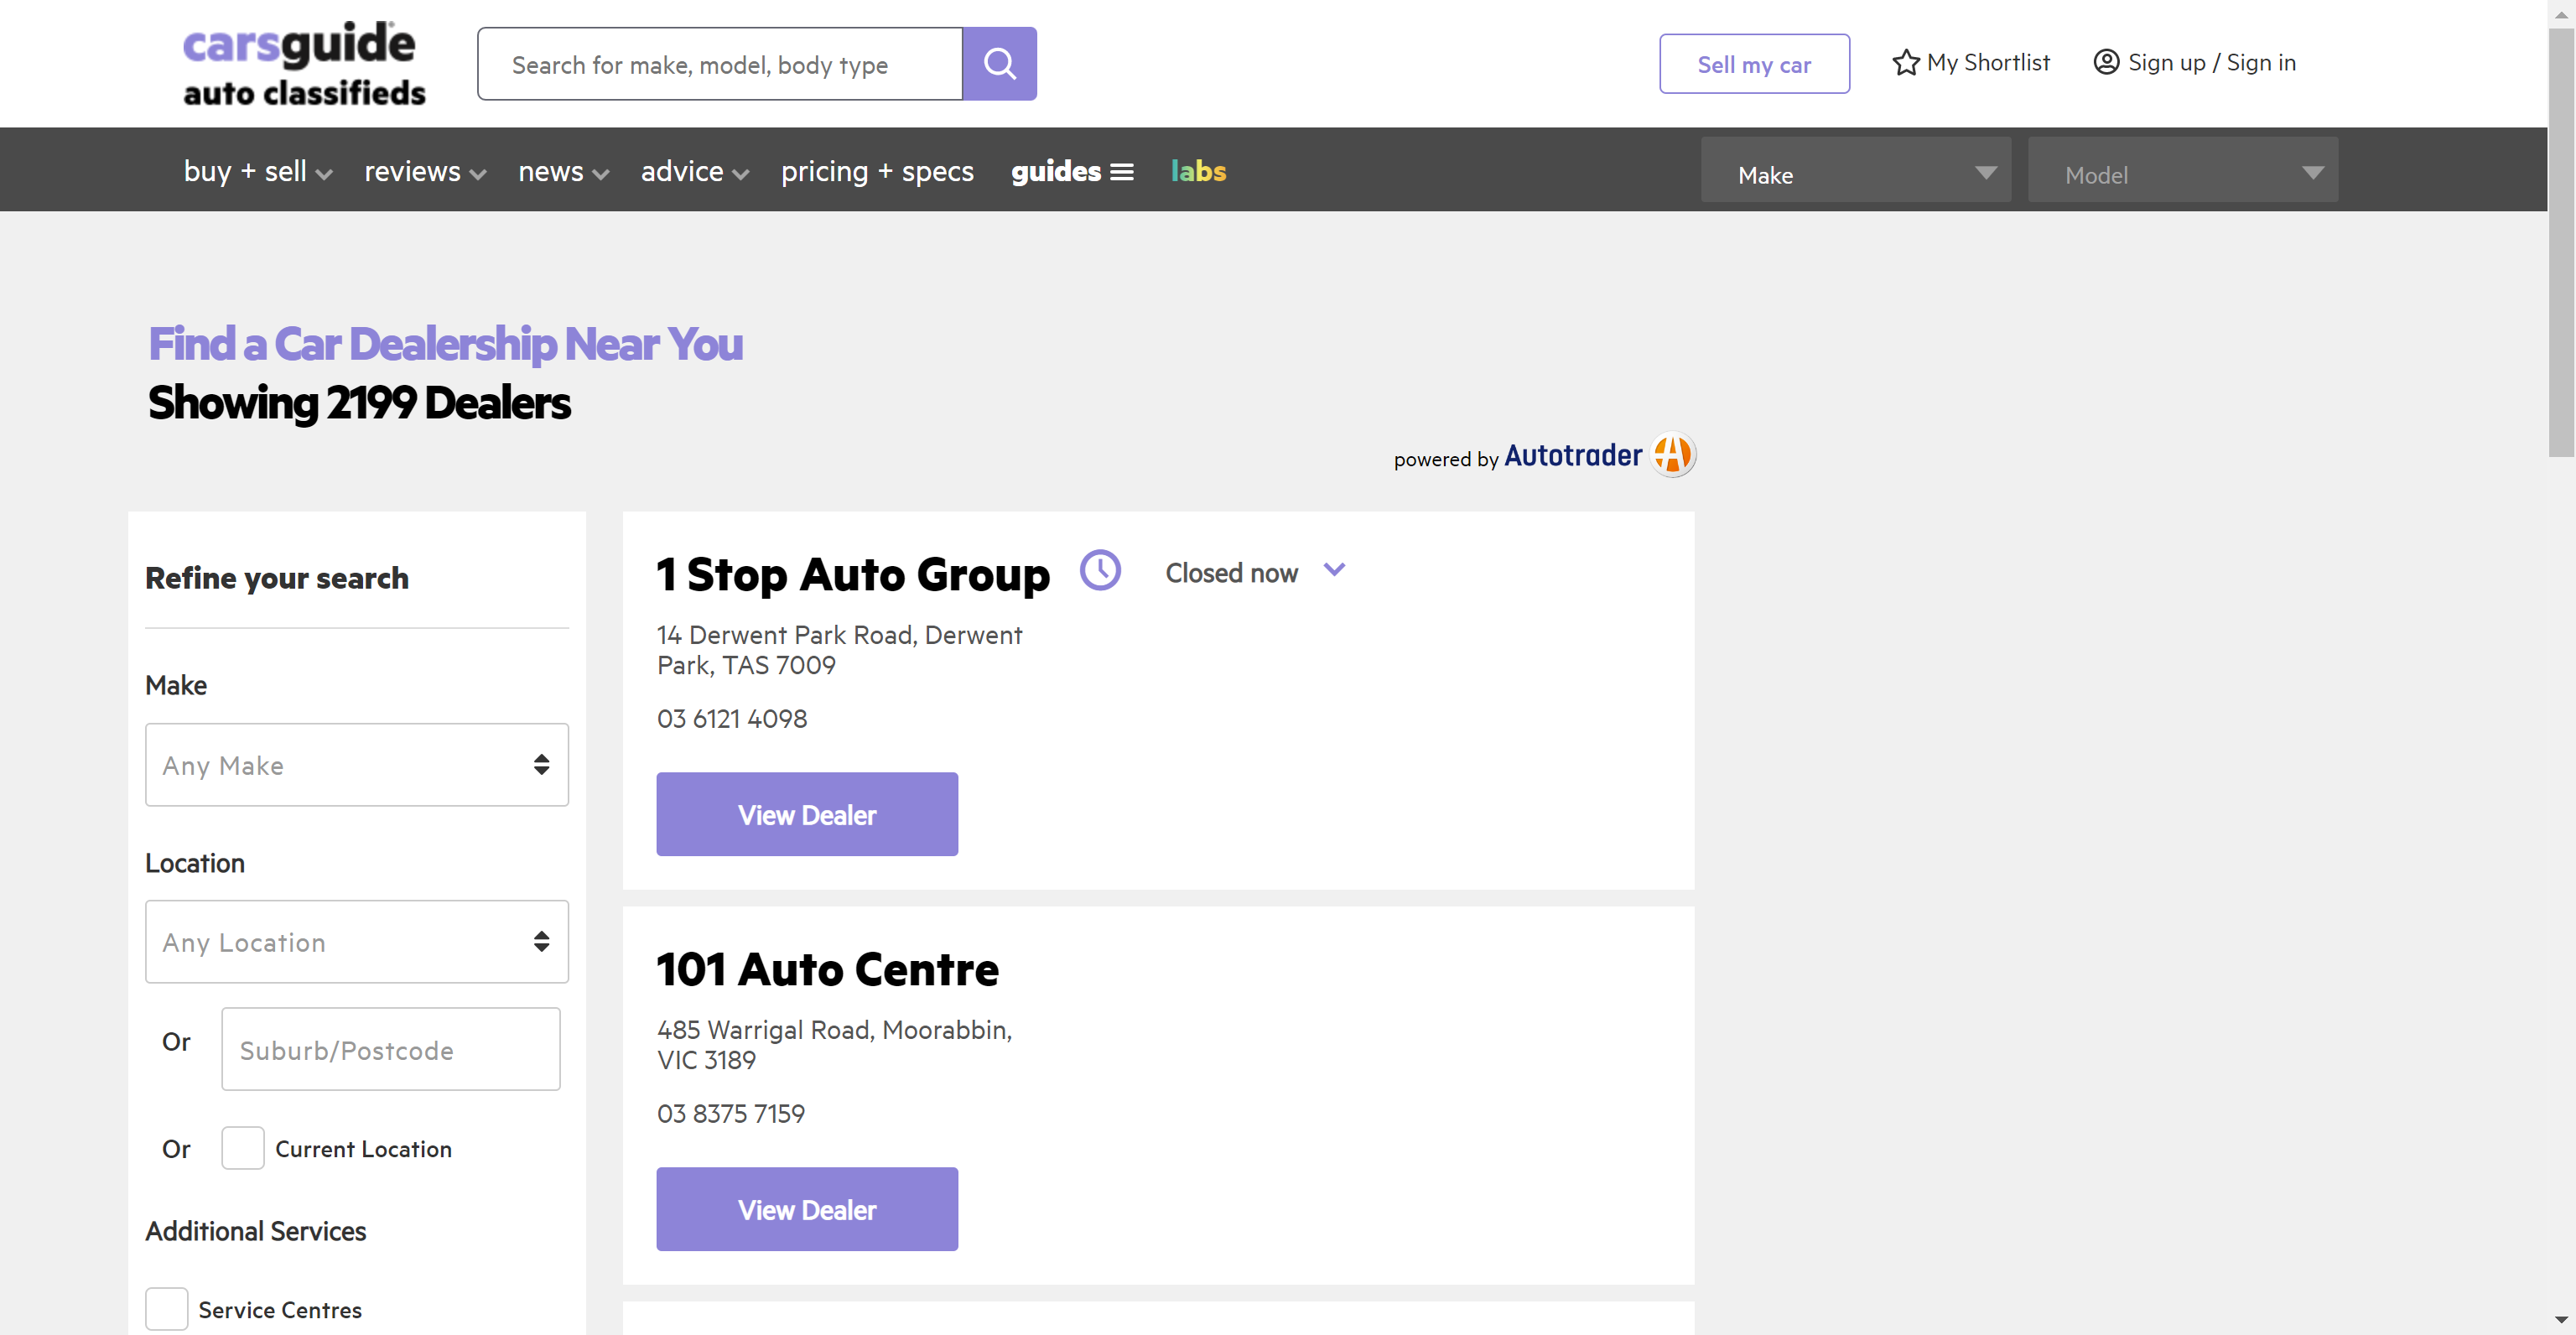 carsguide
auto classifieds
Search for make, model, body type
Sell my car
My Shortlist
Sign up / Sign in
buy + sell
reviews
news
advice
pricing + specs
guides
labs
Make
Model
Find a Car Dealership Near You
Showing 2199 Dealers
powered by Autotrader
Refine your search
Make
Any Make
Location
Any Location
Or
Suburb/Postcode
Or
Current Location
Additional Services
Service Centres
1 Stop Auto Group
Closed now
14 Derwent Park Road, Derwent
Park, TAS 7009
03 6121 4098
View Dealer
101 Auto Centre
485 Warrigal Road, Moorabbin,
VIC 3189
03 8375 7159
View Dealer